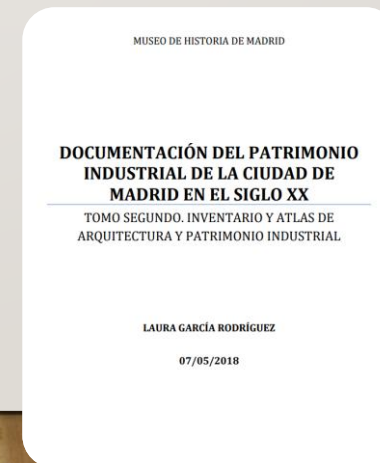 MUSEO DE HISTORIA DE MADRID
DOCUMENTACIÓN DEL PATRIMONIO
INDUSTRIAL DE LA CIUDAD DE
MADRID EN EL SIGLO XX
TOMO SEGUNDO. INVENTARIO Y ATLAS DE
ARQUITECTURA Y PATRIMONIO INDUSTRIAL
LAURA GARCÍA RODRÍGUEZ
07/05/2018